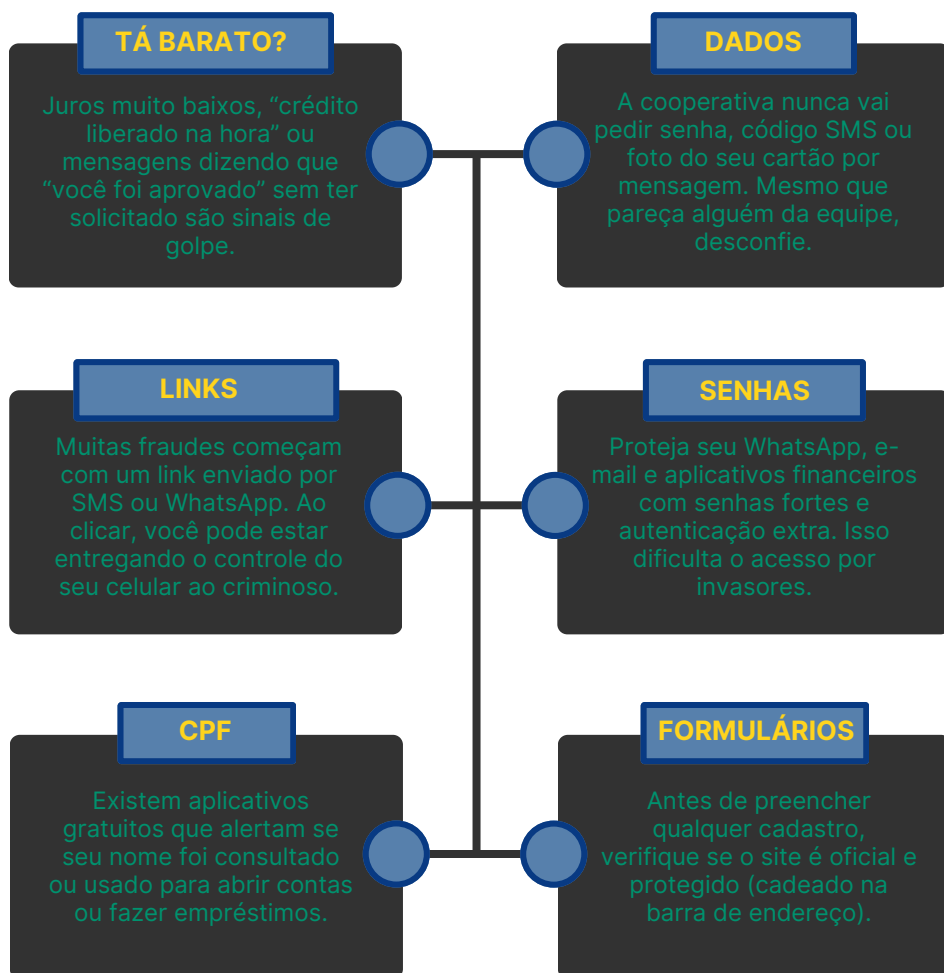 TÁ BARATO?
Juros muito baixos, “crédito
liberado na hora” ou
mensagens dizendo que
“você foi aprovado” sem ter
solicitado são sinais de
golpe.
DADOS
A cooperativa nunca vai
pedir senha, código SMS ou
foto do seu cartão por
mensagem. Mesmo que
pareça alguém da equipe,
desconfie.
LINKS
Muitas fraudes começam
com um link enviado por
SMS ou WhatsApp. Ao
clicar, você pode estar
entregando o controle do
seu celular ao criminoso.
SENHAS
Proteja seu WhatsApp, e-
mail e aplicativos financeiros
com senhas fortes e
autenticação extra. Isso
dificulta o acesso por
invasores.
CPF
Existem aplicativos
gratuitos que alertam se
seu nome foi consultado
ou usado para abrir contas
ou fazer empréstimos.
FORMULÁRIOS
Antes de preencher
qualquer cadastro,
verifique se o site é oficial e
protegido (cadeado na
barra de endereço).